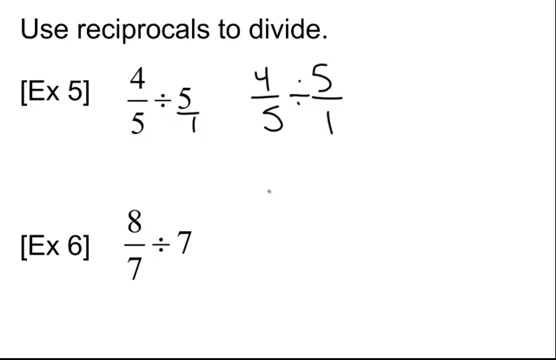 Use reciprocals to divide.
[Ex 5] 4/5 ÷ 5/1 4/5 ÷ 5/1
[Ex 6] 8/7 ÷ 7